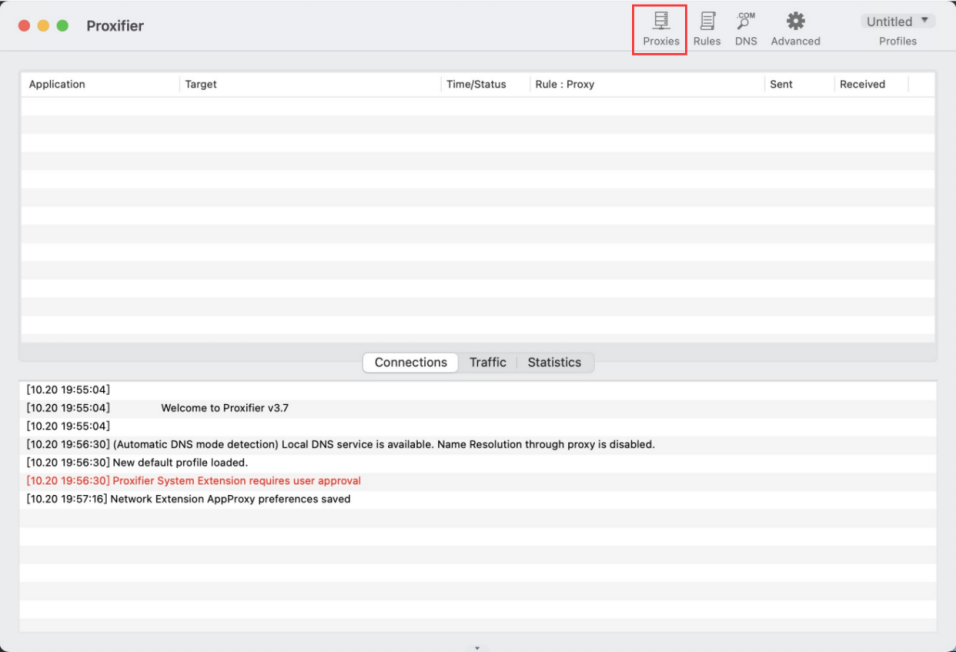 Proxifier
.COM
Untitled
Proxies Rules DNS Advanced Profiles
Application Target Time/Status Rule : Proxy Sent Received
Connections Traffic Statistics
[10.20 19:55:04]
[10.20 19:55:04] Welcome to Proxifier v3.7
[10.20 19:55:04]
[10.20 19:56:30] (Automatic DNS mode detection) Local DNS service is available. Name Resolution through proxy is disabled.
[10.20 19:56:30] New default profile loaded.
[10.20 19:56:30] Proxifier System Extension requires user approval
[10.20 19:57:16] Network Extension AppProxy preferences saved